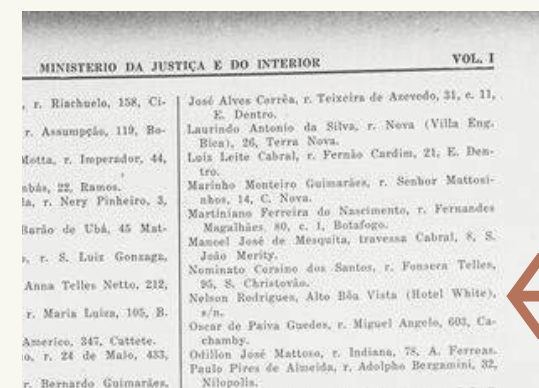 MINISTERIO DA JUSTIÇA E DO INTERIOR
VOL. I
, r. Riachuelo, 158, Ci-
r. Assumpção, 119, Bo-
Motta, r. Imperador, 44,
22, Ramos.
r. Nery Pinheiro, 3,
Barão de Ubá, 45 Mat-
r. S. Luiz Gonzaga,
Anna Telles Netto, 212,
r. Maria Luiza, 105, B.
Americo, 347, Cattete.
r. 24 de Maio, 433,
r. Bernardo Guimarães,
José Alves Corrêa, r. Teixeira de Azevedo, 31, c. 11,
E. Dentro.
Laurindo Antonio da Silva, r. Nova (Villa Eng.
Bica), 26, Terra Nova.
Luiz Leite Cabral, r. Fernão Cardim, 21, E. Den-
tro.
Marinho Monteiro Guimarães, r. Senhor Mattosi-
nhos, 14, C. Nova.
Martiniano Ferreira do Nascimento, r. Fernandes
Magalhães, 80, c. 1, Botafogo.
Manoel José de Mesquita, travessa Cabral, 8, S.
João Merity.
Nominato Corsino dos Santos, r. Fonseca Telles,
95, S. Christovão.
Nelson Rodrigues, Alto Bôa Vista (Hotel White),
s/n.
Oscar de Paiva Guedes, r. Miguel Angelo, 603, Ca-
chamby.
Odillon José Mattoso, r. Indiana, 78, A. Ferreas.
Paulo Pires de Almeida, r. Adolpho Bergamini, 32,
Nilopolis.